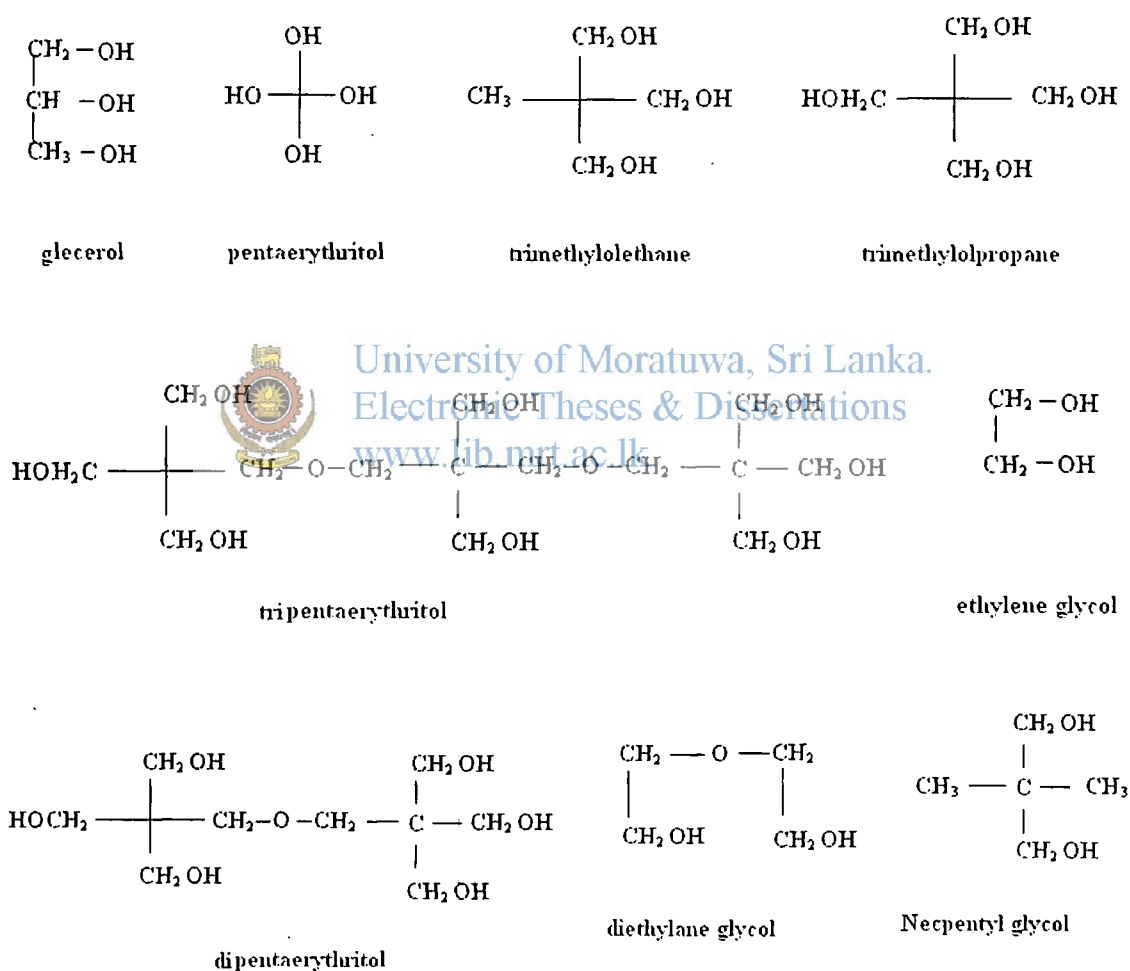 CH₂–OH
CH –OH
CH₃–OH
glecerol
OH
HO OH
OH
pentaerythritol
CH₂ OH
CH₃ CH₂ OH
CH₂ OH
trimethylolethane
CH₂ OH
HOH₂C CH₂ OH
CH₂ OH
trimethylolpropane
University of Moratuwa, Sri Lanka.
Electronic Theses & Dissertations
www.lib.mrt.ac.lk
CH₂ OH CH₂ OH CH₂ OH
HOH₂C CH₂–O–CH₂ — C — CH₂–O–CH₂ — C — CH₂ OH
CH₂ OH CH₂ OH CH₂ OH
tripentaerythritol
CH₂–OH
CH₂–OH
ethylene glycol
CH₂ OH CH₂ OH
HOCH₂ CH₂–O–CH₂ — C — CH₂OH
CH₂ OH CH₂ OH
dipentaerythritol
CH₂ — O — CH₂
CH₂ OH CH₂ OH
diethylane glycol
CH₂ OH
CH₃ — C — CH₃
CH₂ OH
Necpentyl glycol